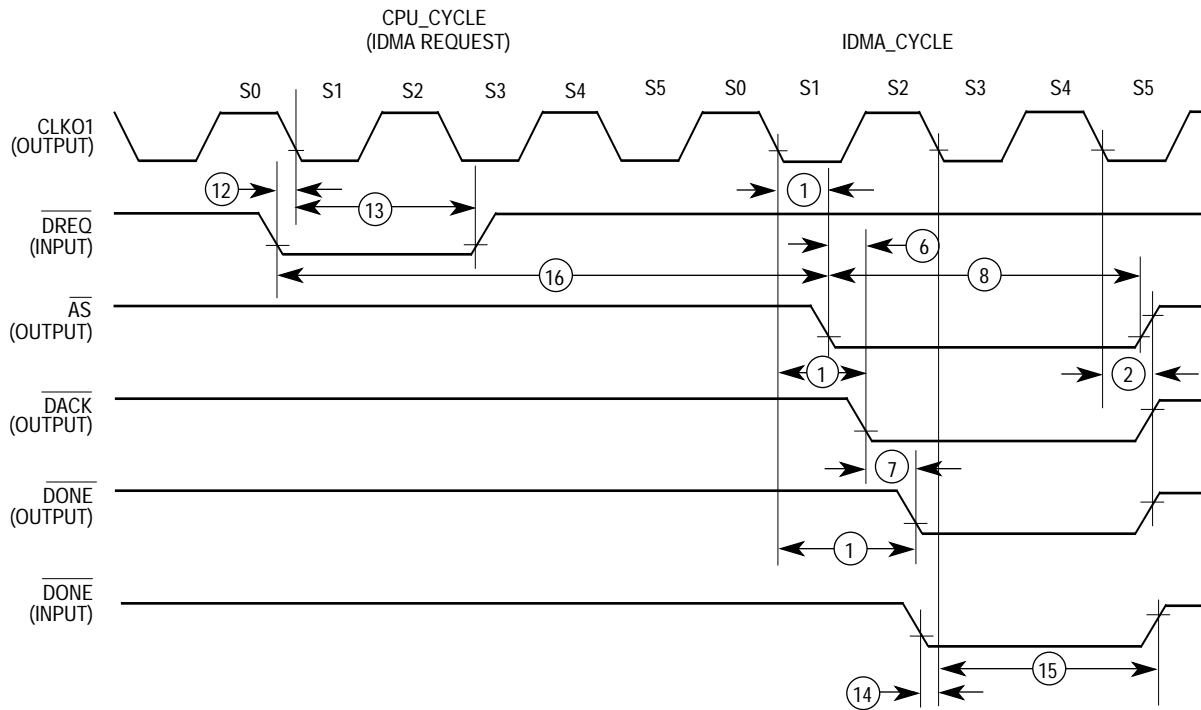 CPU_CYCLE
(IDMA REQUEST)
IDMA_CYCLE
S0 S1 S2 S3 S4 S5 S0 S1 S2 S3 S4 S5
CLKO1
(OUTPUT)
12
13
1
DREQ
(INPUT)
6
16
8
AS
(OUTPUT)
1
2
DACK
(OUTPUT)
7
DONE
(OUTPUT)
1
DONE
(INPUT)
14
15